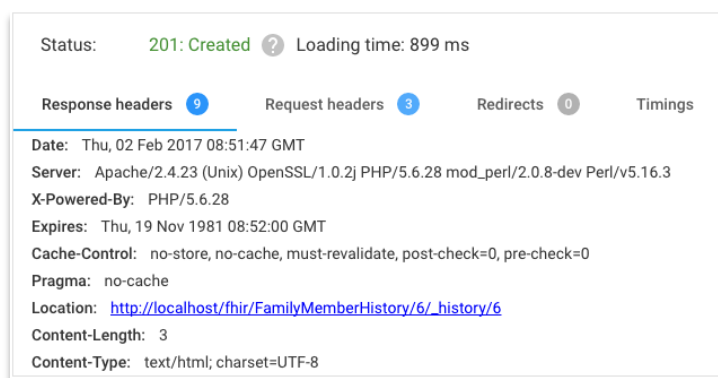 Status: 201: Created ? Loading time: 899 ms
Response headers 9 Request headers 3 Redirects 0 Timings
Date: Thu, 02 Feb 2017 08:51:47 GMT
Server: Apache/2.4.23 (Unix) OpenSSL/1.0.2j PHP/5.6.28 mod_perl/2.0.8-dev Perl/v5.16.3
X-Powered-By: PHP/5.6.28
Expires: Thu, 19 Nov 1981 08:52:00 GMT
Cache-Control: no-store, no-cache, must-revalidate, post-check=0, pre-check=0
Pragma: no-cache
Location: http://localhost/fhir/FamilyMemberHistory/6/_history/6
Content-Length: 3
Content-Type: text/html; charset=UTF-8